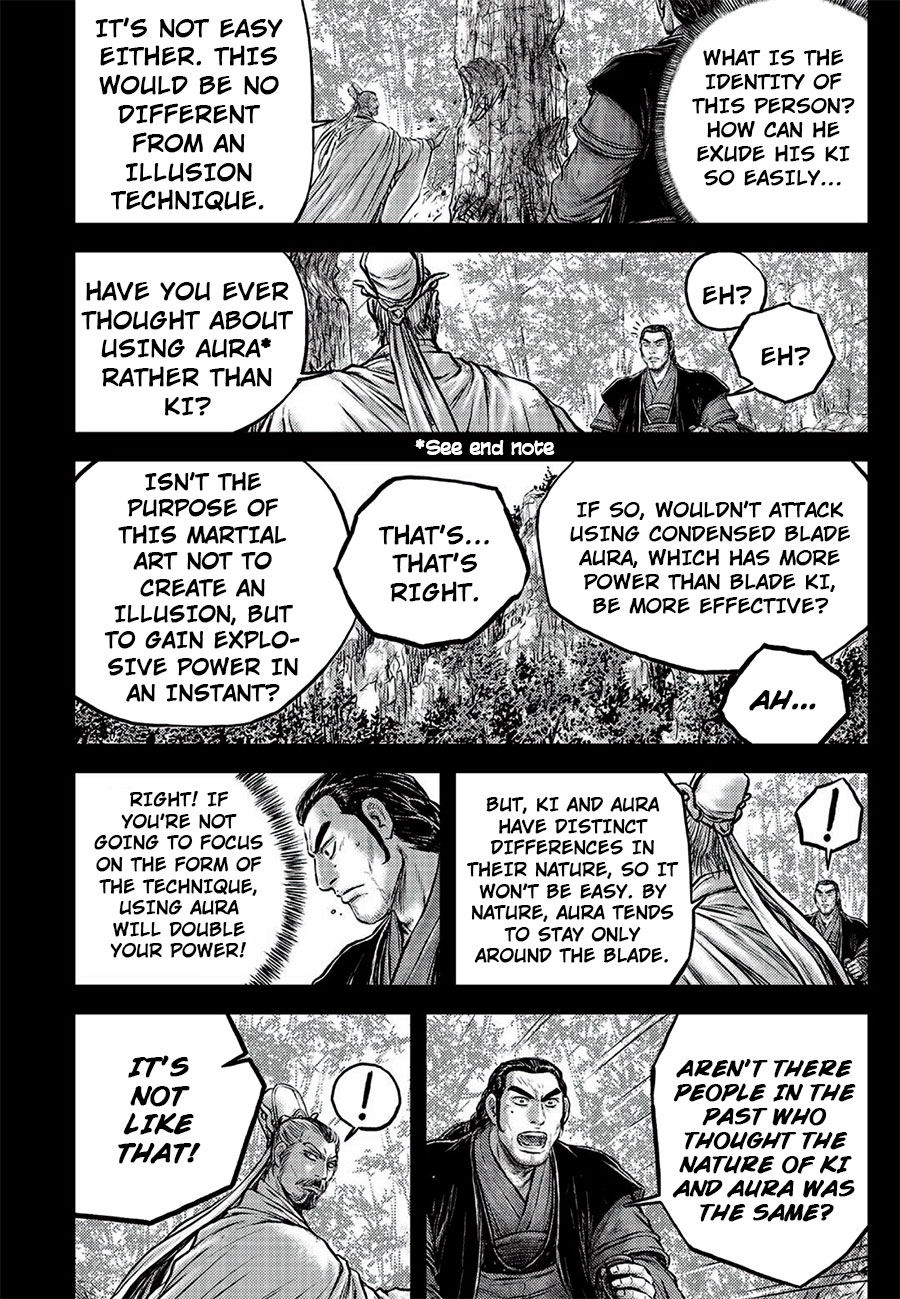 IT'S NOT EASY
EITHER. THIS
WOULD BE NO
DIFFERENT
FROM AN
ILLUSION
TECHNIQUE.
WHAT IS THE
IDENTITY OF
THIS PERSON?
HOW CAN HE
EXUDE HIS KI
SO EASILY...
HAVE YOU EVER
THOUGHT ABOUT
USING AURA*
RATHER THAN
KI?
EH?
EH?
*See end note
ISN'T THE
PURPOSE OF
THIS MARTIAL
ART NOT TO
CREATE AN
ILLUSION, BUT
TO GAIN EXPLO-
SIVE POWER IN
AN INSTANT?
THAT'S...
THAT'S
RIGHT.
IF SO, WOULDN'T ATTACK
USING CONDENSED BLADE
AURA, WHICH HAS MORE
POWER THAN BLADE KI,
BE MORE EFFECTIVE?
AH...
RIGHT! IF
YOU'RE NOT
GOING TO FOCUS
ON THE FORM OF
THE TECHNIQUE,
USING AURA
WILL DOUBLE
YOUR POWER!
BUT, KI AND AURA
HAVE DISTINCT
DIFFERENCES IN
THEIR NATURE, SO IT
WON'T BE EASY. BY
NATURE, AURA TENDS
TO STAY ONLY
AROUND THE BLADE.
!
IT'S
NOT
LIKE
THAT!
!
AREN'T THERE
PEOPLE IN THE
PAST WHO
THOUGHT THE
NATURE OF KI
AND AURA WAS
THE SAME?